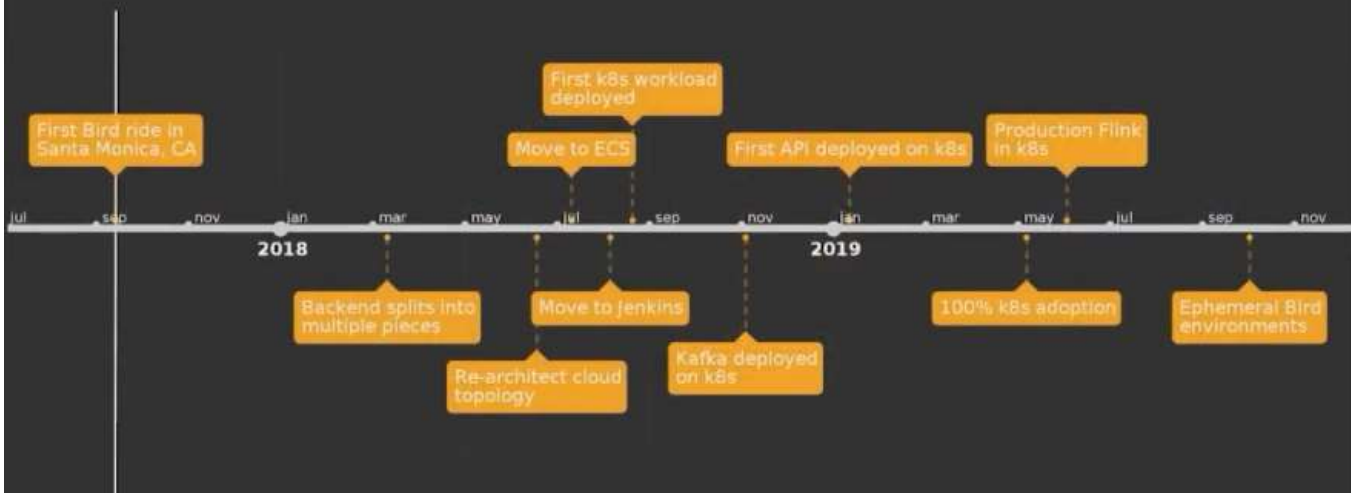 First k8s workload
deployed
First Bird ride in
Santa Monica, CA
Move to ECS
First API deployed on k8s
Production Flink
in k8s
jul sep nov jan mar may jul sep nov jan mar may jul sep nov
2018 2019
Backend splits into
multiple pieces
Move to Jenkins
100% k8s adoption
Ephemeral Bird
environments
Kafka deployed
on k8s
Re-architect cloud
topology